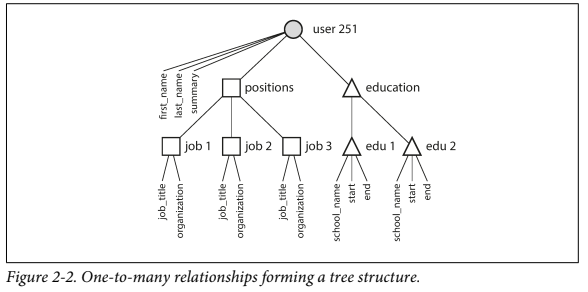 user 251
first_name
last_name
summary
positions
education
job 1
job 2
job 3
edu 1
edu 2
job_title
organization
job_title
organization
job_title
organization
school_name
start
end
school_name
start
end
Figure 2-2. One-to-many relationships forming a tree structure.